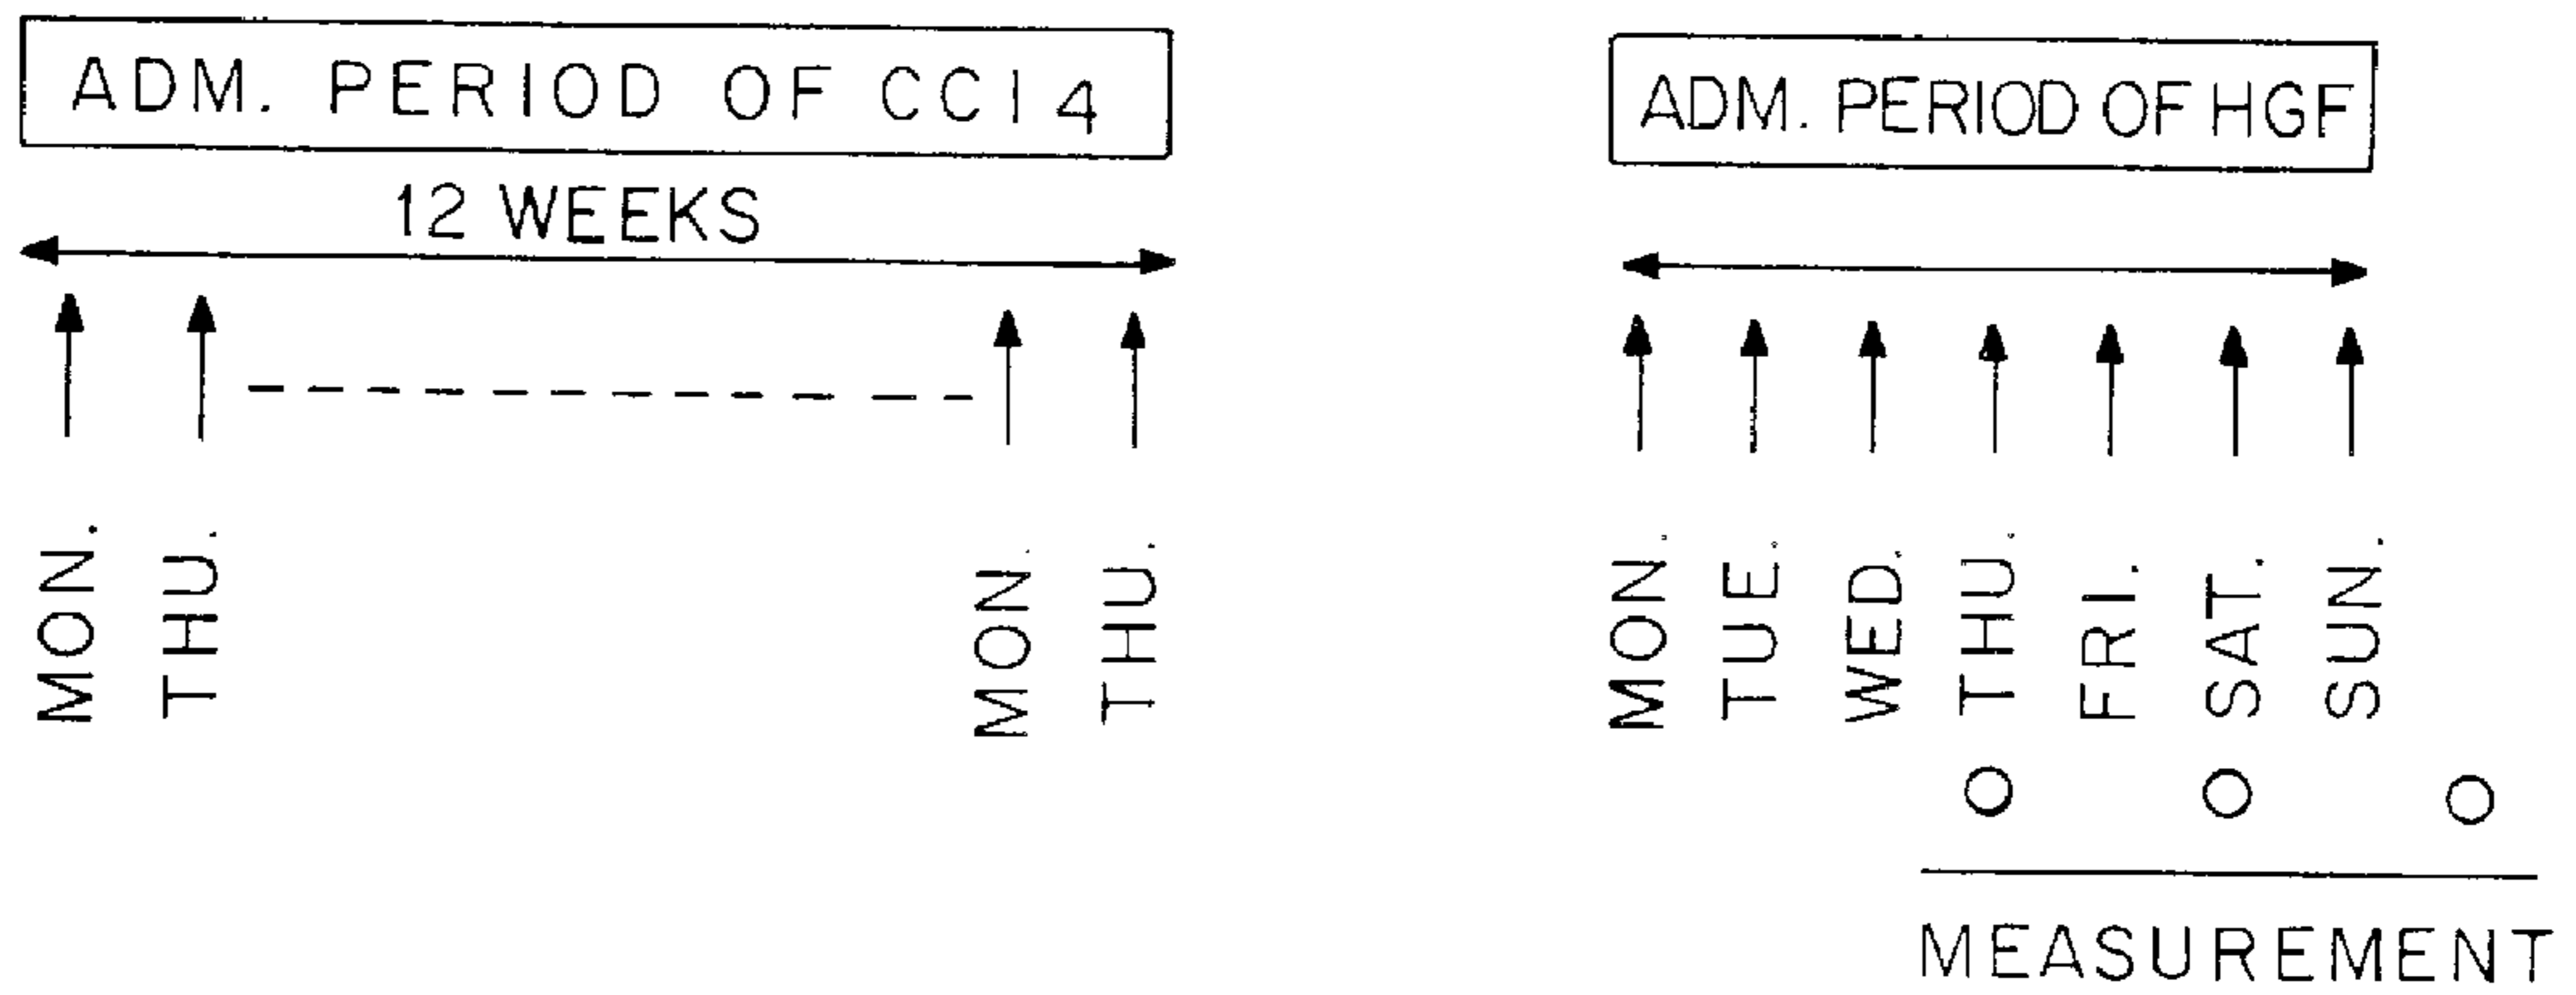 ADM. PERIOD OF CCl4
12 WEEKS
MON.
THU.
MON.
THU.
ADM. PERIOD OF HGF
MON.
TUE.
WED.
THU.
FRI.
SAT.
SUN.
MEASUREMENT